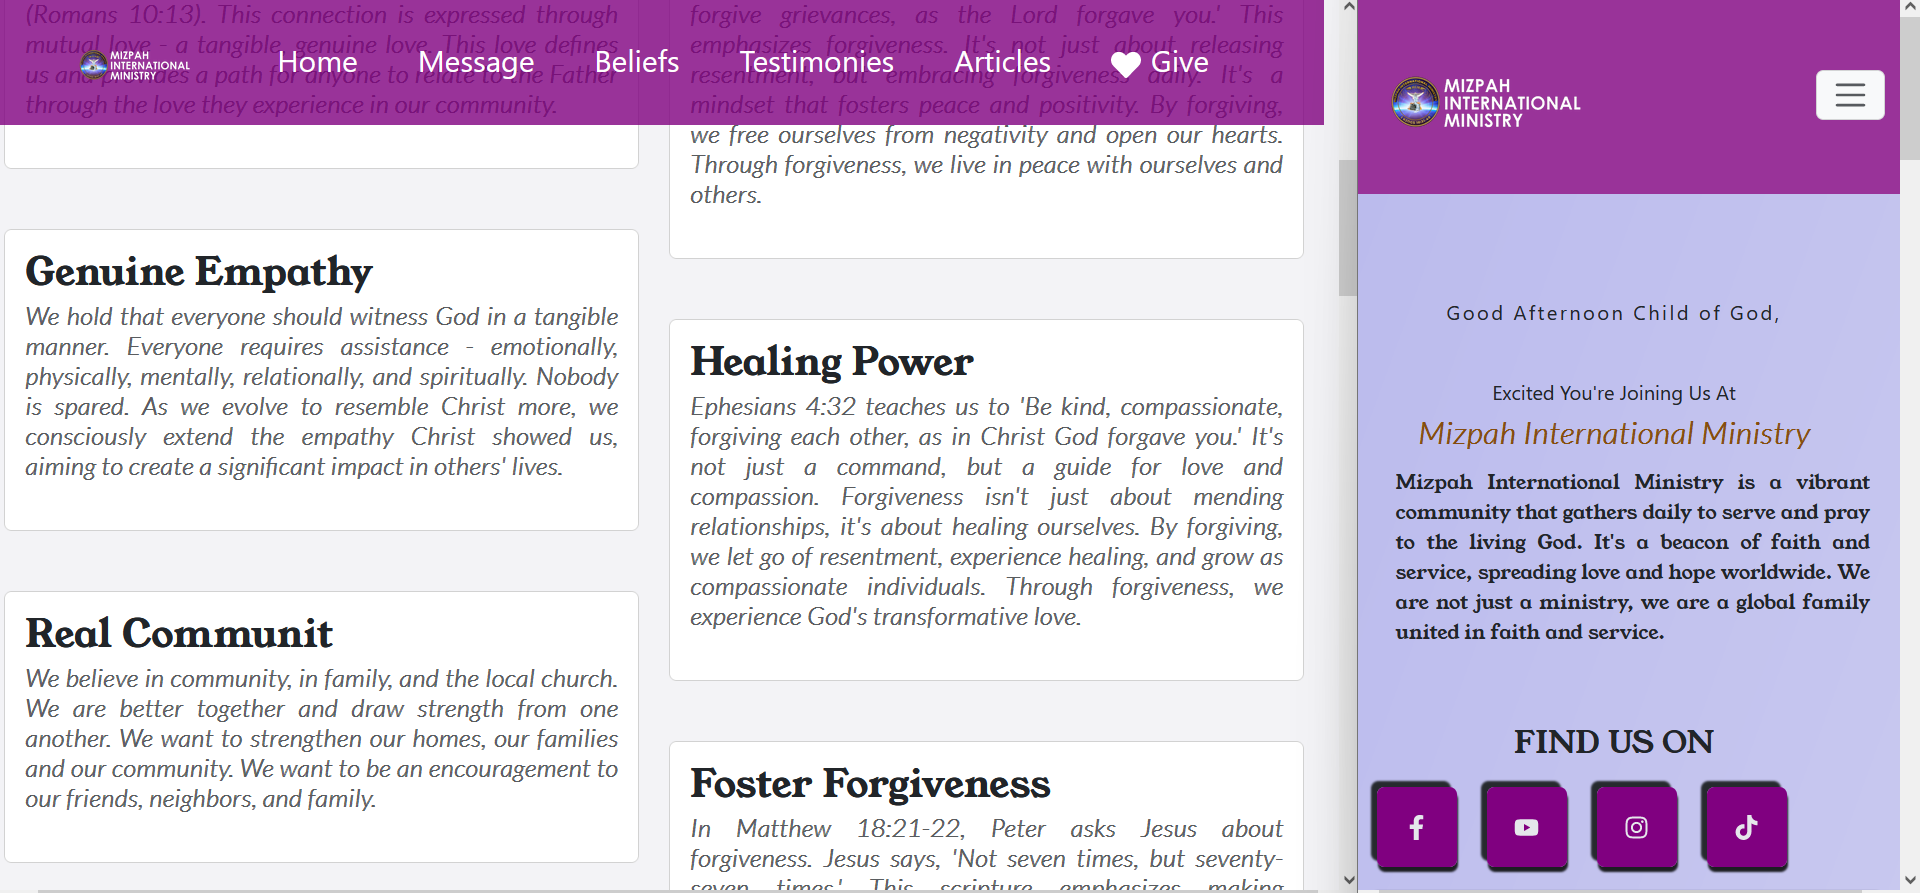 (Romans 10:13). This connection is expressed through
mutual love - a tangible, genuine love. This love defines
us and provides a path for anyone to relate to the Father
through the love they experience in our community.
MIZPAH
INTERNATIONAL
MINISTRY
Home Message Beliefs Testimonies Articles Give
Genuine Empathy
We hold that everyone should witness God in a tangible
manner. Everyone requires assistance - emotionally,
physically, mentally, relationally, and spiritually. Nobody
is spared. As we evolve to resemble Christ more, we
consciously extend the empathy Christ showed us,
aiming to create a significant impact in others' lives.
Real Communit
We believe in community, in family, and the local church.
We are better together and draw strength from one
another. We want to strengthen our homes, our families
and our community. We want to be an encouragement to
our friends, neighbors, and family.
forgive grievances, as the Lord forgave you.' This
emphasizes forgiveness. It's not just about releasing
resentment, but embracing forgiveness daily. It's a
mindset that fosters peace and positivity. By forgiving,
we free ourselves from negativity and open our hearts.
Through forgiveness, we live in peace with ourselves and
others.
Healing Power
Ephesians 4:32 teaches us to 'Be kind, compassionate,
forgiving each other, as in Christ God forgave you.' It's
not just a command, but a guide for love and
compassion. Forgiveness isn't just about mending
relationships, it's about healing ourselves. By forgiving,
we let go of resentment, experience healing, and grow as
compassionate individuals. Through forgiveness, we
experience God's transformative love.
Foster Forgiveness
In Matthew 18:21-22, Peter asks Jesus about
forgiveness. Jesus says, 'Not seven times, but seventy-
seven times.' This scripture emphasizes making
MIZPAH
INTERNATIONAL
MINISTRY
Good Afternoon Child of God,
Excited You're Joining Us At
Mizpah International Ministry
Mizpah International Ministry is a vibrant
community that gathers daily to serve and pray
to the living God. It's a beacon of faith and
service, spreading love and hope worldwide. We
are not just a ministry, we are a global family
united in faith and service.
FIND US ON